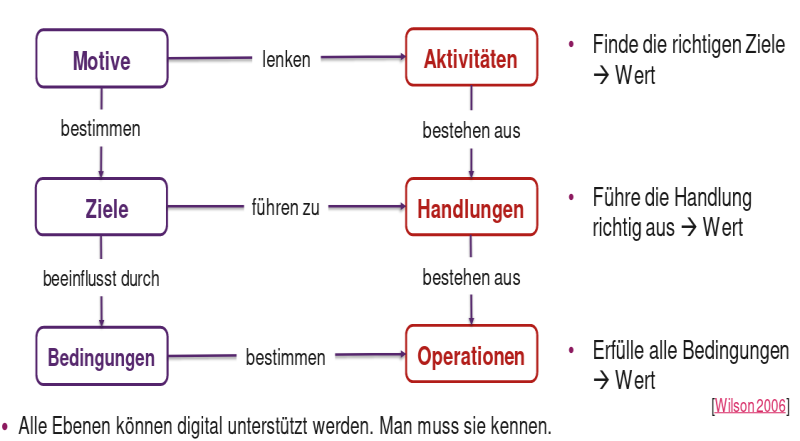 Motive
lenken
Aktivitäten
• Finde die richtigen Ziele
→ Wert
bestimmen
bestehen aus
Ziele
führen zu
Handlungen
• Führe die Handlung
richtig aus → Wert
beeinflusst durch
bestehen aus
Bedingungen
bestimmen
Operationen
• Erfülle alle Bedingungen
→ Wert
[Wilson 2006]
• Alle Ebenen können digital unterstützt werden. Man muss sie kennen.